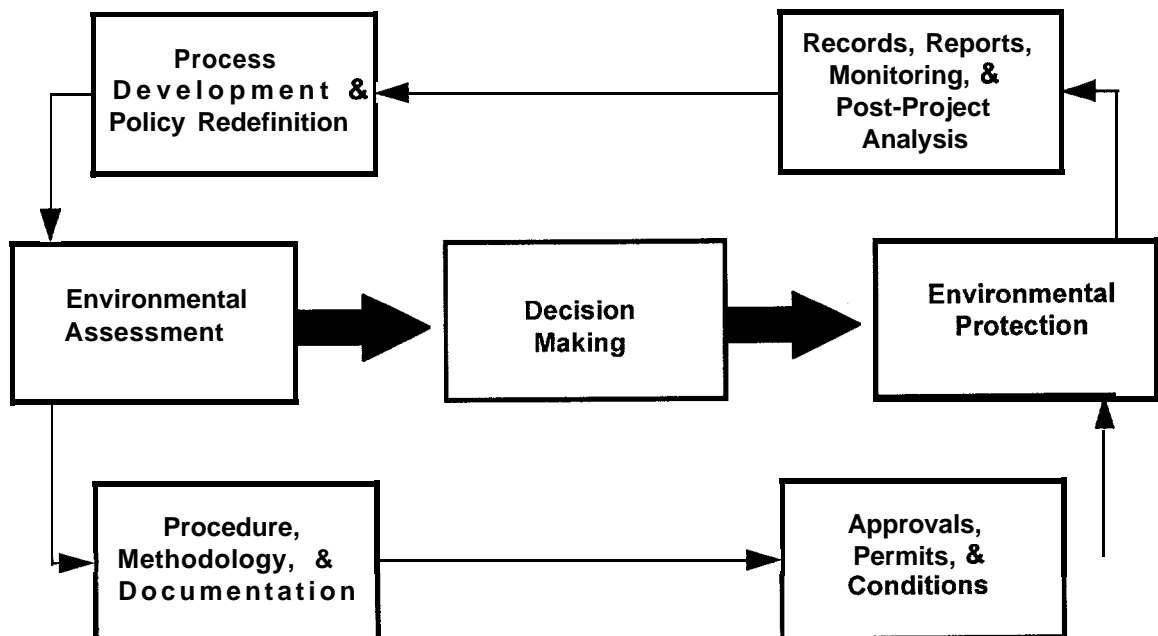 Process
Development &
Policy Redefinition
Records, Reports,
Monitoring, &
Post-Project
Analysis
Environmental
Assessment
Decision
Making
Environmental
Protection
Procedure,
Methodology, &
Documentation
Approvals,
Permits, &
Conditions